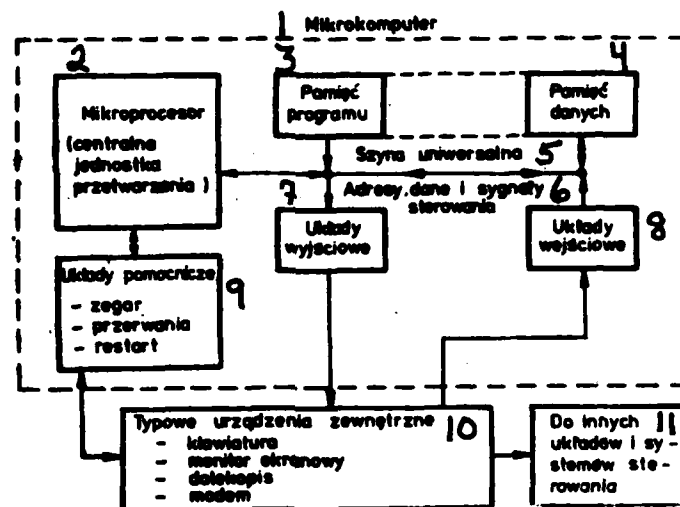 1 Mikrokomputer
2
Mikroprocesor
(centralna
jednostka
przetwarzania)
3
Pamięć
programu
4
Pamięć
danych
Szyna uniwersalna 5
Adresy, dane i sygnały 6
sterowania
7
Układy
wyjściowe
Układy
wejściowe
8
Układy pomocnicze
9
- zegar
- przerwania
- restart
Typowe urządzenia zewnętrzne 10
- klawiatura
- monitor ekranowy
- dalekopis
- modem
Do innych 11
układów i sy-
stemów ste-
rowania